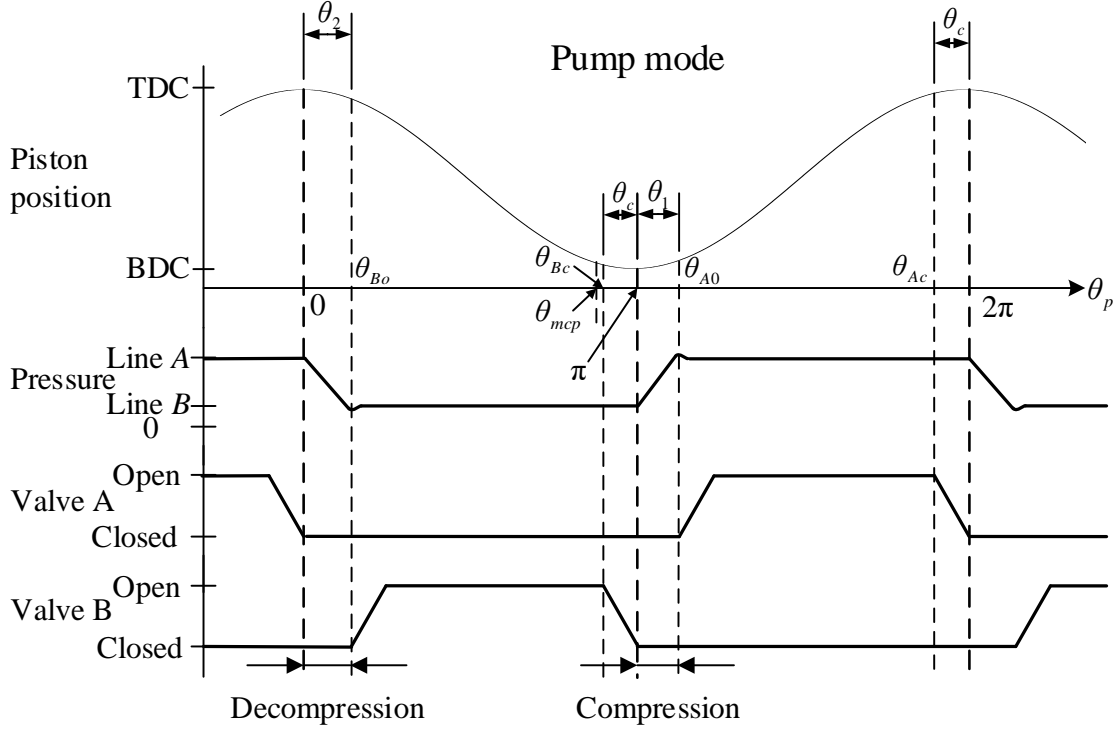 θ2
θc
Pump mode
TDC
Piston
position
θc
θ1
BDC
θBo
θBc
θA0
θAc
θp
0
θmcp
2π
π
Line A
Pressure
Line B
0
Open
Valve A
Closed
Open
Valve B
Closed
Decompression
Compression